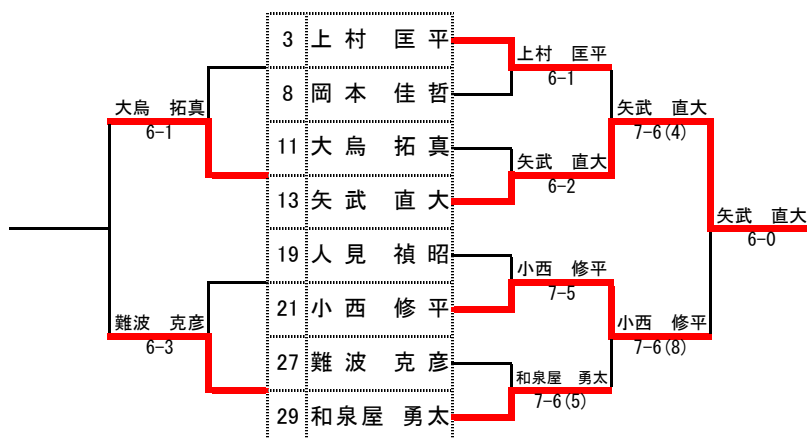 3 上村 匡平
8 岡本 佳哲
11 大烏 拓真
13 矢武 直大
19 人見 禎昭
21 小西 修平
27 難波 克彦
29 和泉屋 勇太
大烏 拓真
6-1
難波 克彦
6-3
上村 匡平
6-1
矢武 直大
6-2
小西 修平
7-5
和泉屋 勇太
7-6(5)
矢武 直大
7-6(4)
小西 修平
7-6(8)
矢武 直大
6-0